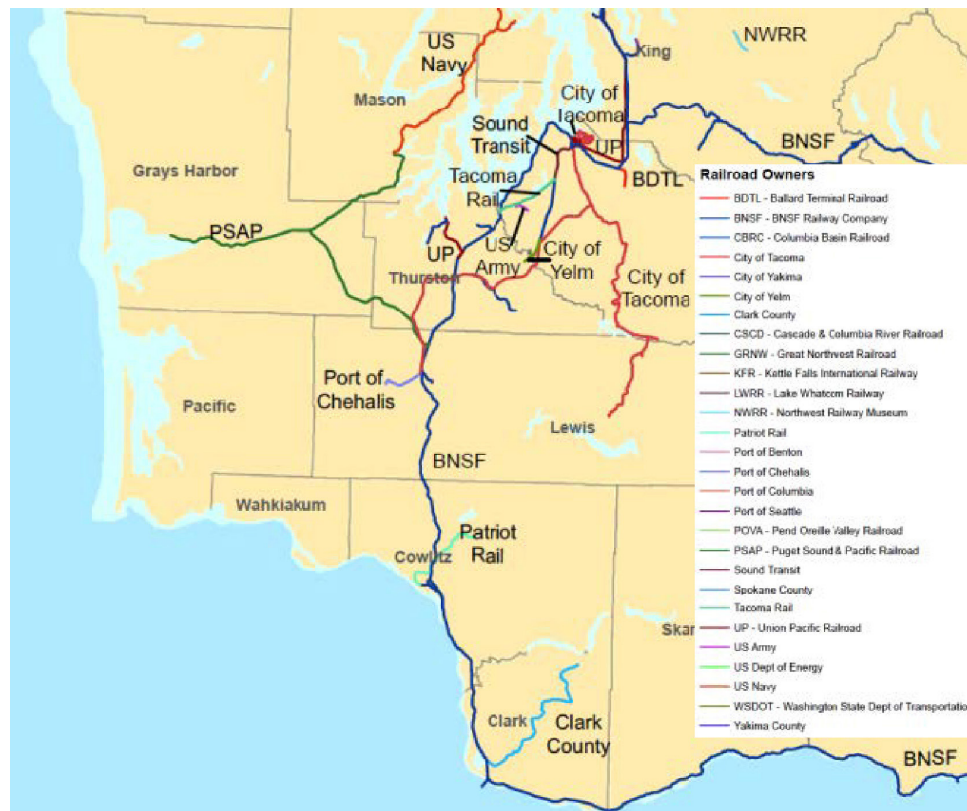 US
Navy
NWRR
King
Mason
City of
Tacoma
Sound
Transit
UP
BNSF
Grays Harbor
BDTL
Tacoma
Rail
PSAP
US
Army
UP
City of
Yelm
Thurston
City of
Tacoma
Port of
Chehalis
Pacific
Lewis
BNSF
Wahkiakum
Patriot
Rail
Cowlitz
Skar
Clark
Clark
County
BNSF
Railroad Owners
BDTL - Ballard Terminal Railroad
BNSF - BNSF Railway Company
CBRC - Columbia Basin Railroad
City of Tacoma
City of Yakima
City of Yelm
Clark County
CSCD - Cascade & Columbia River Railroad
GRNW - Great Northwest Railroad
KFR - Kettle Falls International Railway
LWRR - Lake Whatcom Railway
NWRR - Northwest Railway Museum
Patriot Rail
Port of Benton
Port of Chehalis
Port of Columbia
Port of Seattle
POVA - Pend Oreille Valley Railroad
PSAP - Puget Sound & Pacific Railroad
Sound Transit
Spokane County
Tacoma Rail
UP - Union Pacific Railroad
US Army
US Dept of Energy
US Navy
WSDOT - Washington State Dept of Transportatio
Yakima County